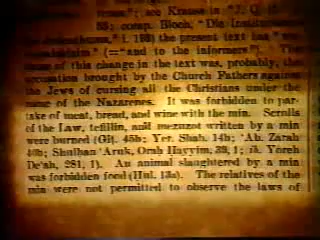 trans"; see Krauss in "J. Q.
55; comp. Bloch, "Die Institutionen
i. 193) the present text has
(="and to the informers"). The
cause of this change in the text was, probably, the
accusation brought by the Church Fathers against
the Jews of cursing all the Christians under the
name of the Nazarenes. It was forbidden to par-
take of meat, bread, and wine with the min. Scrolls
of the Law, tefillin, and mezuzot written by a min
were burned (Giṭ. 45b; Yer. Shab. 14b; 'Ab. Zarah
40b; Shulḥan 'Aruk, Oraḥ Ḥayyim, 39, 1; ib. Yoreh
De'ah, 281, 1). An animal slaughtered by a min
was forbidden food (Ḥul. 13a). The relatives of the
min were not permitted to observe the laws of